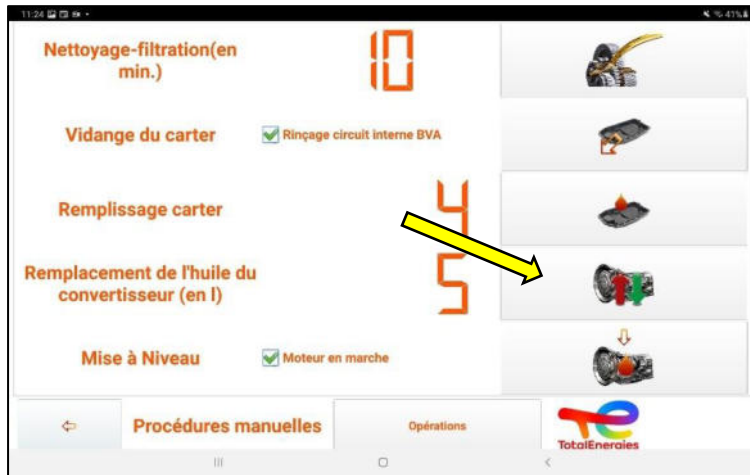 11:24
41%
Nettoyage-filtration(en
min.)
10
Vidange du carter
Rinçage circuit interne BVA
Remplissage carter
4
Remplacement de l'huile du
convertisseur (en l)
5
Mise à Niveau
Moteur en marche
Procédures manuelles
Opérations
TotalEnergies